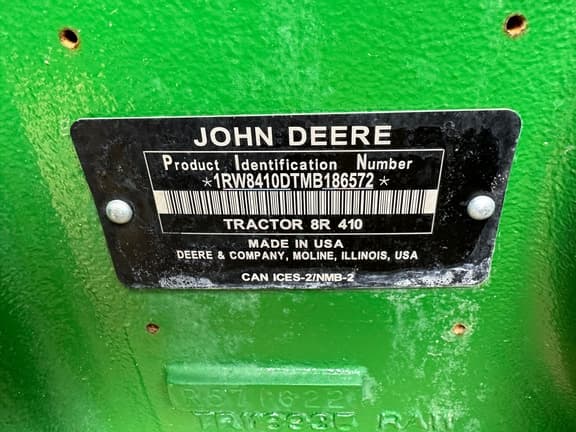 JOHN DEERE
Product Identification Number
*1RW8410DTMB186572*
TRACTOR 8R 410
MADE IN USA
DEERE & COMPANY, MOLINE, ILLINOIS, USA
CAN ICES-2/NMB-2